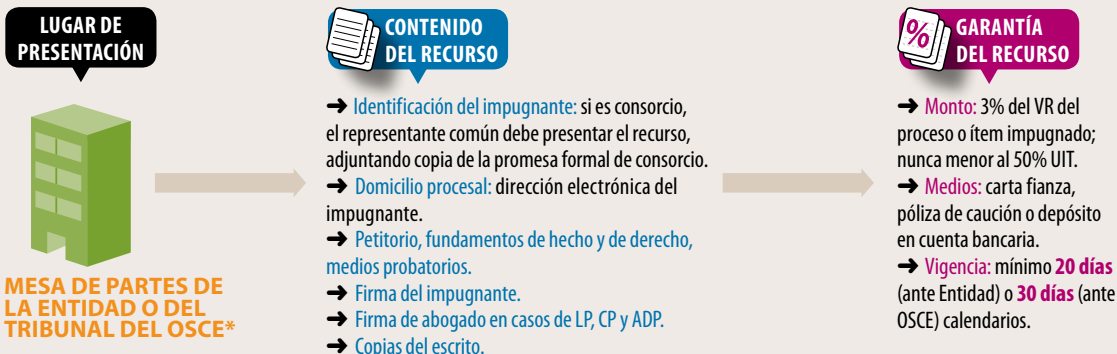 LUGAR DE
PRESENTACIÓN
MESA DE PARTES DE
LA ENTIDAD O DEL
TRIBUNAL DEL OSCE*
CONTENIDO
DEL RECURSO
➜ Identificación del impugnante: si es consorcio,
el representante común debe presentar el recurso,
adjuntando copia de la promesa formal de consorcio.
➜ Domicilio procesal: dirección electrónica del
impugnante.
➜ Petitorio, fundamentos de hecho y de derecho,
medios probatorios.
➜ Firma del impugnante.
➜ Firma de abogado en casos de LP, CP y ADP.
➜ Copias del escrito.
%
GARANTÍA
DEL RECURSO
➜ Monto: 3% del VR del
proceso o ítem impugnado;
nunca menor al 50% UIT.
➜ Medios: carta fianza,
póliza de caución o depósito
en cuenta bancaria.
➜ Vigencia: mínimo 20 días
(ante Entidad) o 30 días (ante
OSCE) calendarios.